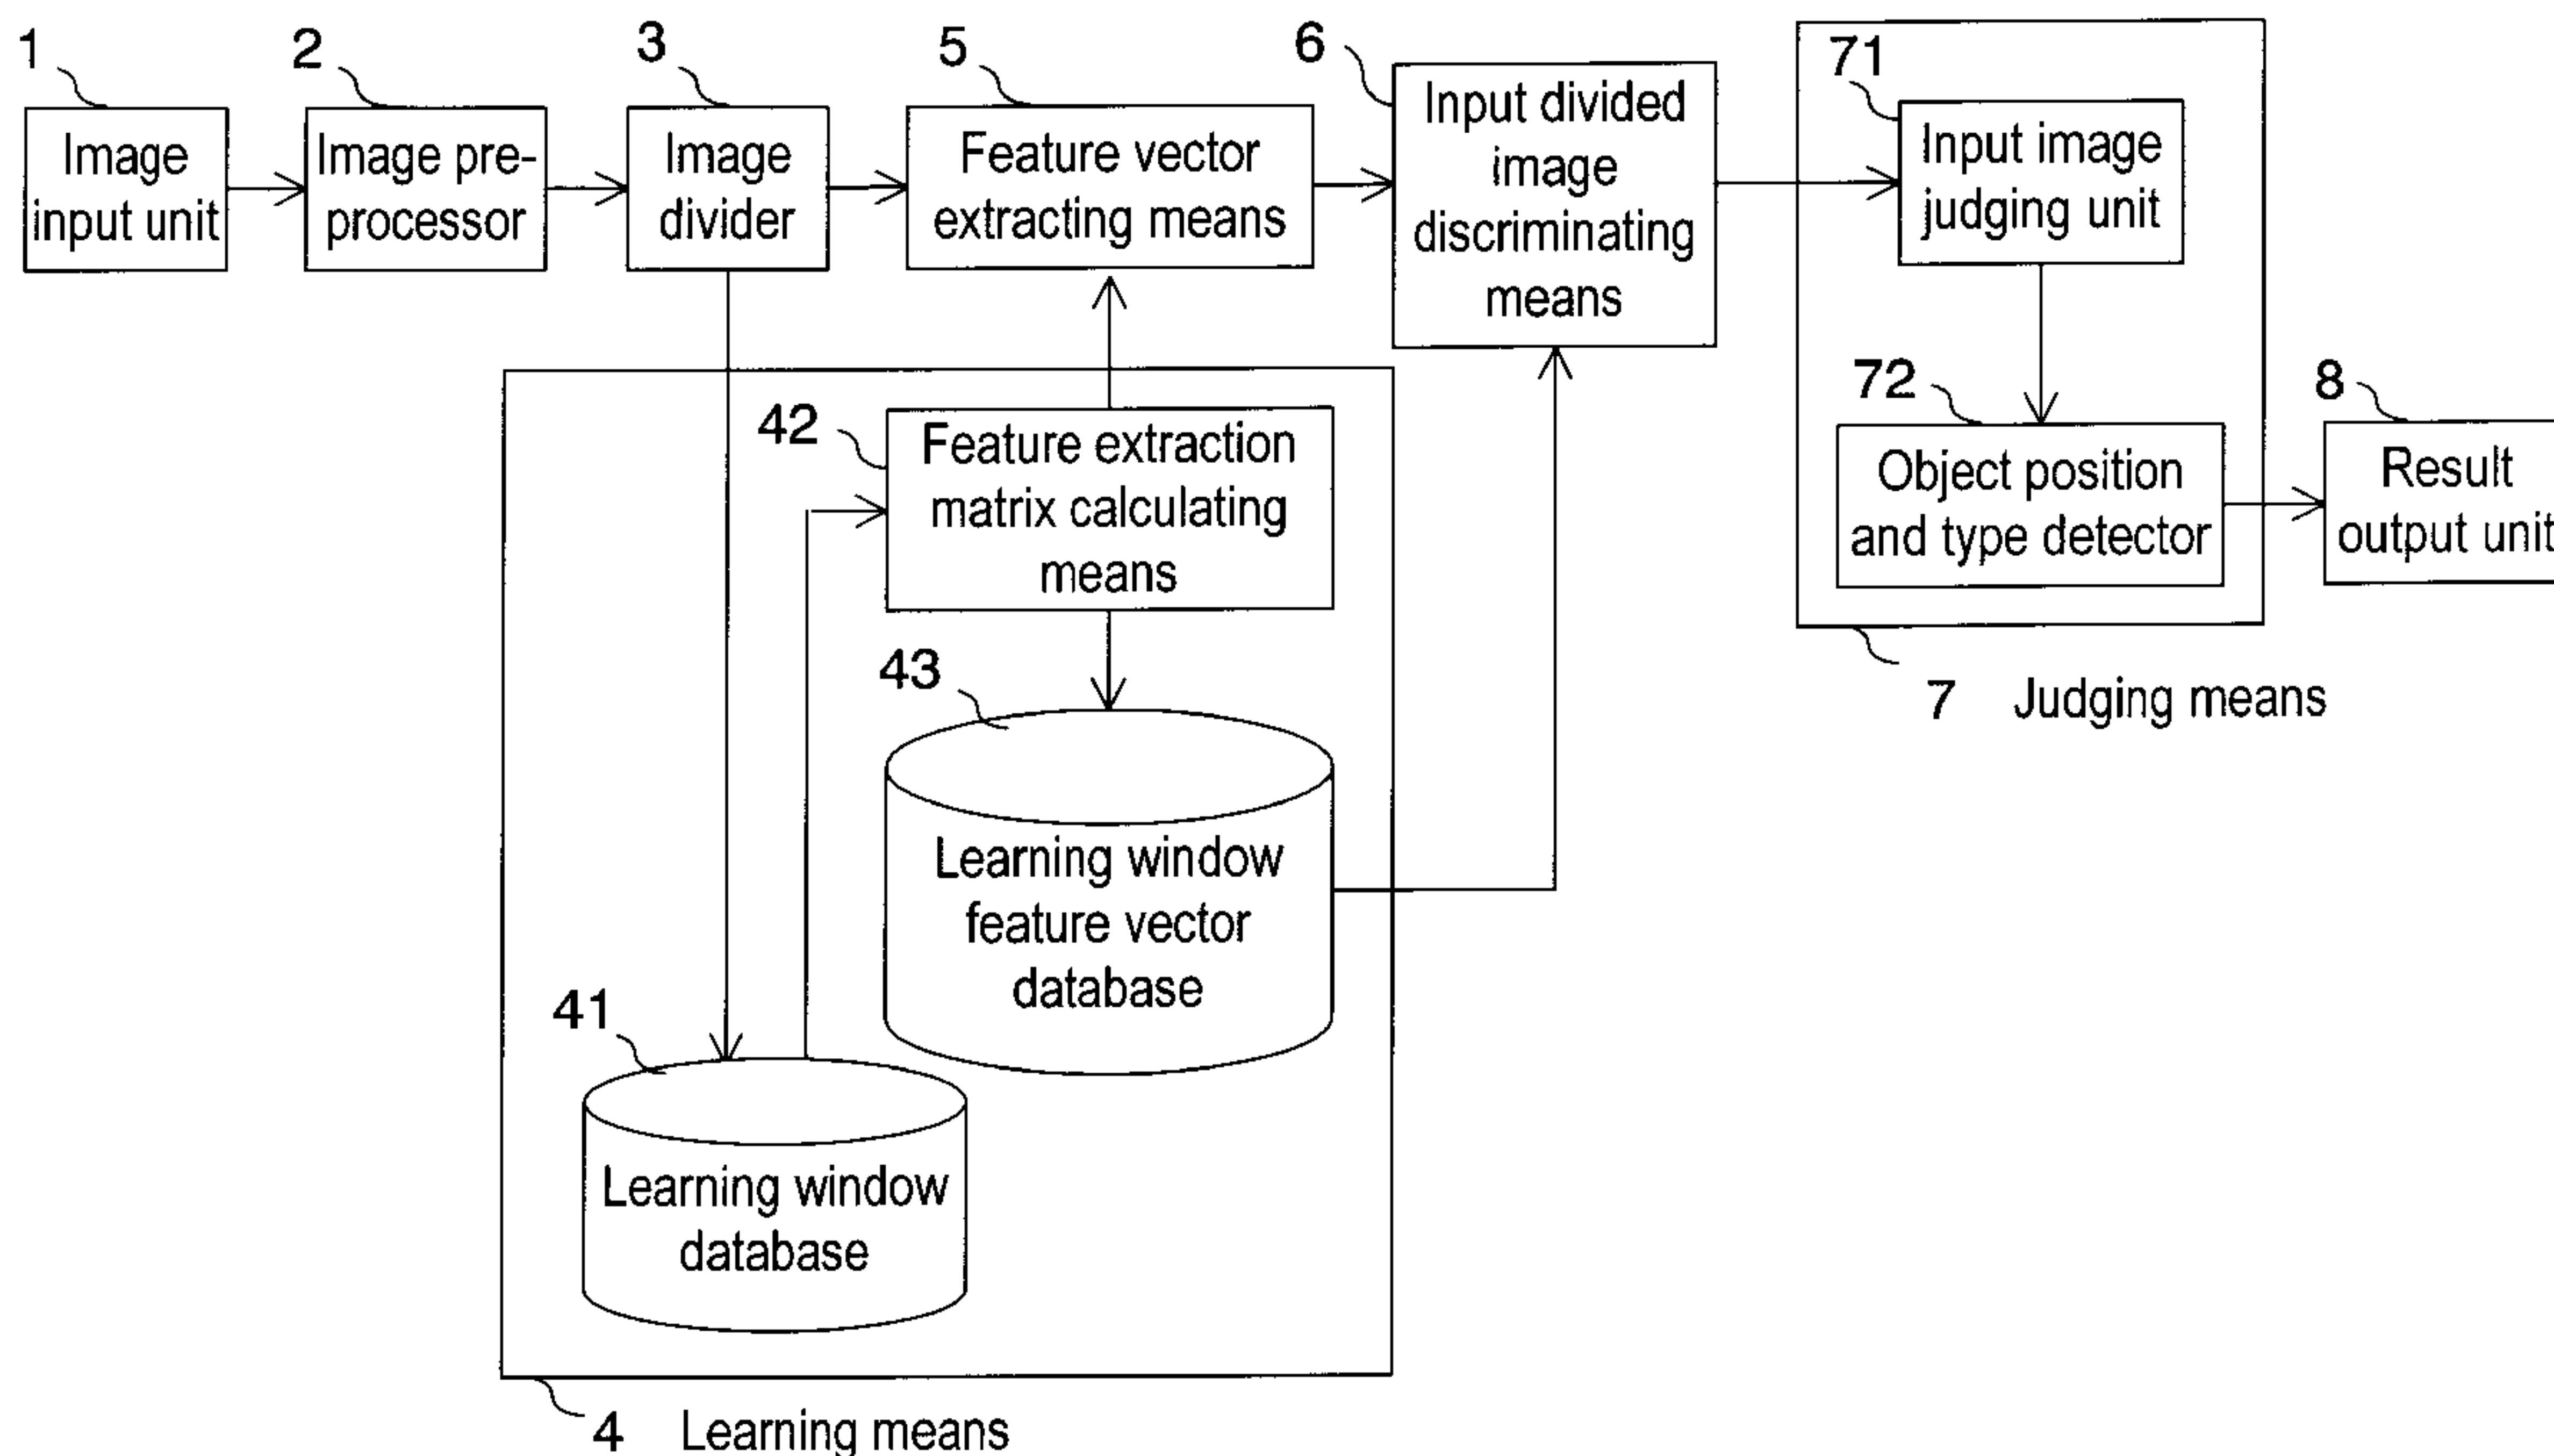 1
Image
input unit
2
Image pre-
processor
3
Image
divider
5
Feature vector
extracting means
6
Input divided
image
discriminating
means
71
Input image
judging unit
72
Object position
and type detector
8
Result
output unit
7 Judging means
42
Feature extraction
matrix calculating
means
43
Learning window
feature vector
database
41
Learning window
database
4 Learning means